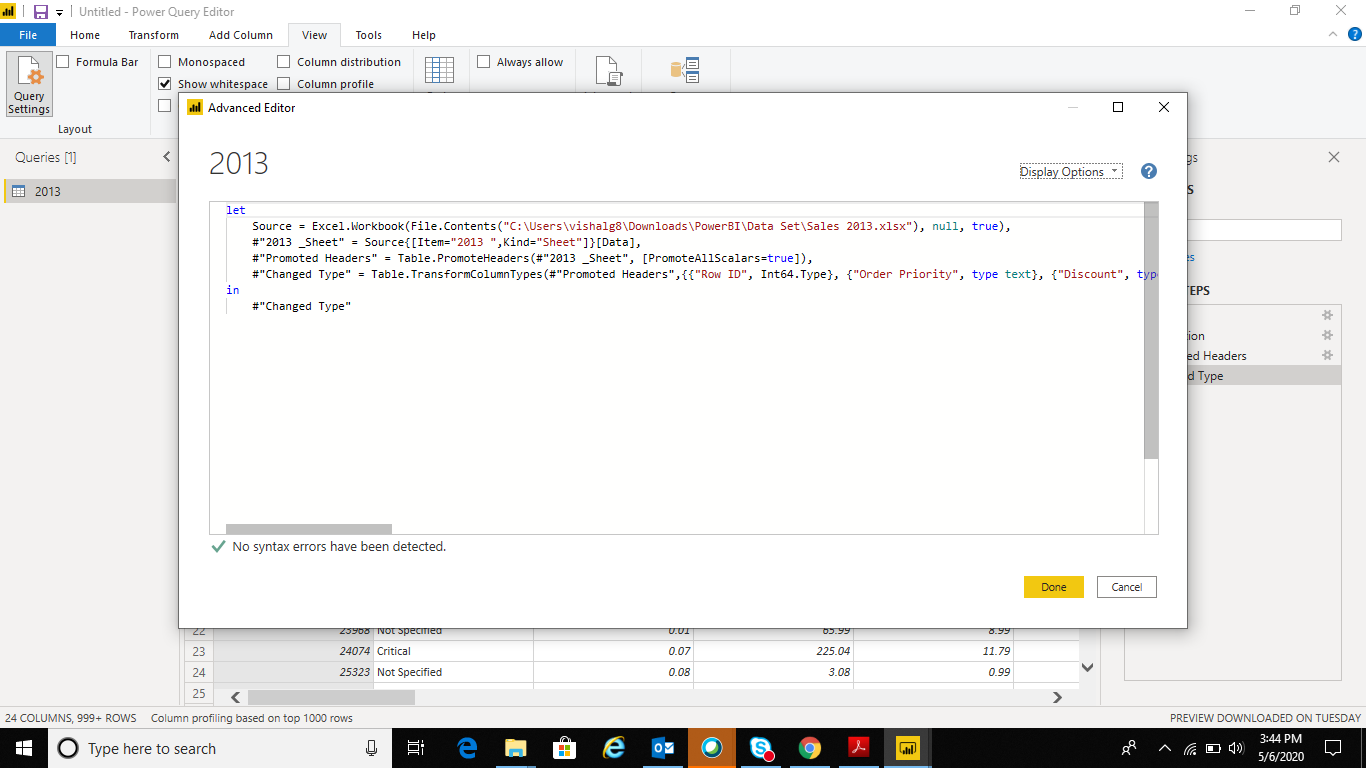 Untitled - Power Query Editor
File Home Transform Add Column View Tools Help
Formula Bar Monospaced Column distribution Always allow
Show whitespace Column profile
Query
Settings
Layout
Advanced Editor
Queries [1]
2013
2013
Display Options
let
Source = Excel.Workbook(File.Contents("C:\Users\vishalg8\Downloads\PowerBI\Data Set\Sales 2013.xlsx"), null, true),
#"2013 _Sheet" = Source{[Item="2013 ",Kind="Sheet"]}[Data],
#"Promoted Headers" = Table.PromoteHeaders(#"2013 _Sheet", [PromoteAllScalars=true]),
#"Changed Type" = Table.TransformColumnTypes(#"Promoted Headers",{{"Row ID", Int64.Type}, {"Order Priority", type text}, {"Discount", typ
in
#"Changed Type"
No syntax errors have been detected.
Done Cancel
gs
S
es
TEPS
ion
ed Headers
d Type
22 23968 Not Specified 0.01 65.99 8.99
23 24074 Critical 0.07 225.04 11.79
24 25323 Not Specified 0.08 3.08 0.99
25
24 COLUMNS, 999+ ROWS Column profiling based on top 1000 rows PREVIEW DOWNLOADED ON TUESDAY
Type here to search
3:44 PM
5/6/2020